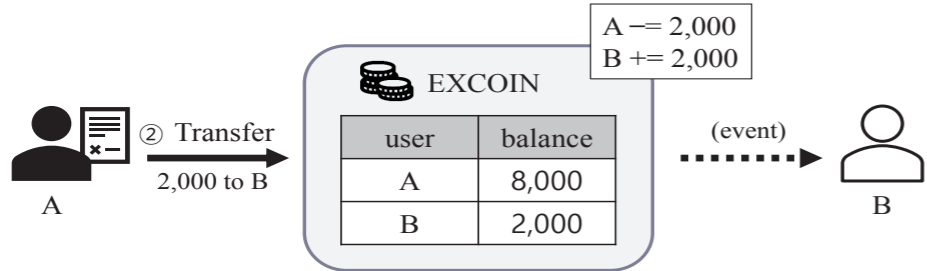 A −= 2,000
B += 2,000
EXCOIN
② Transfer
2,000 to B
user balance
A 8,000
B 2,000
(event)
A
B